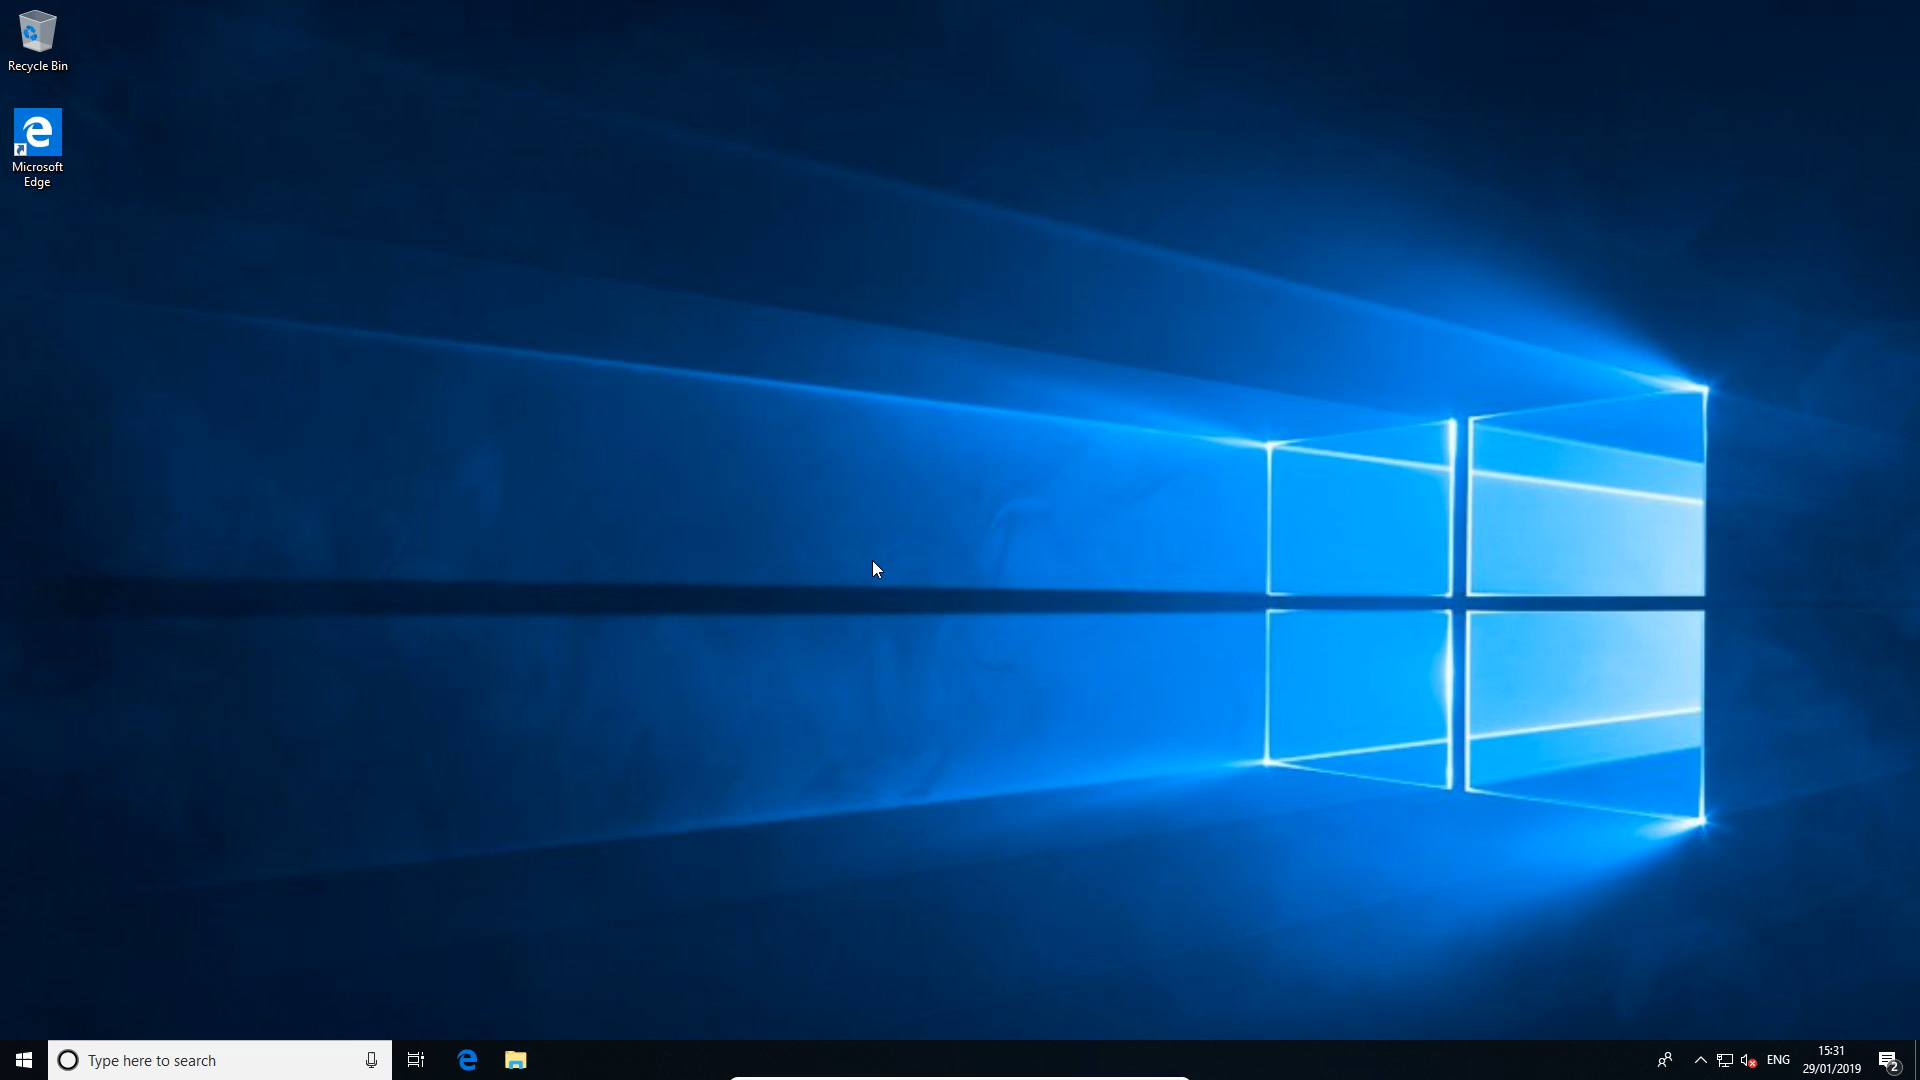 Recycle Bin
Microsoft
Edge
Type here to search
ENG
15:31
29/01/2019
2